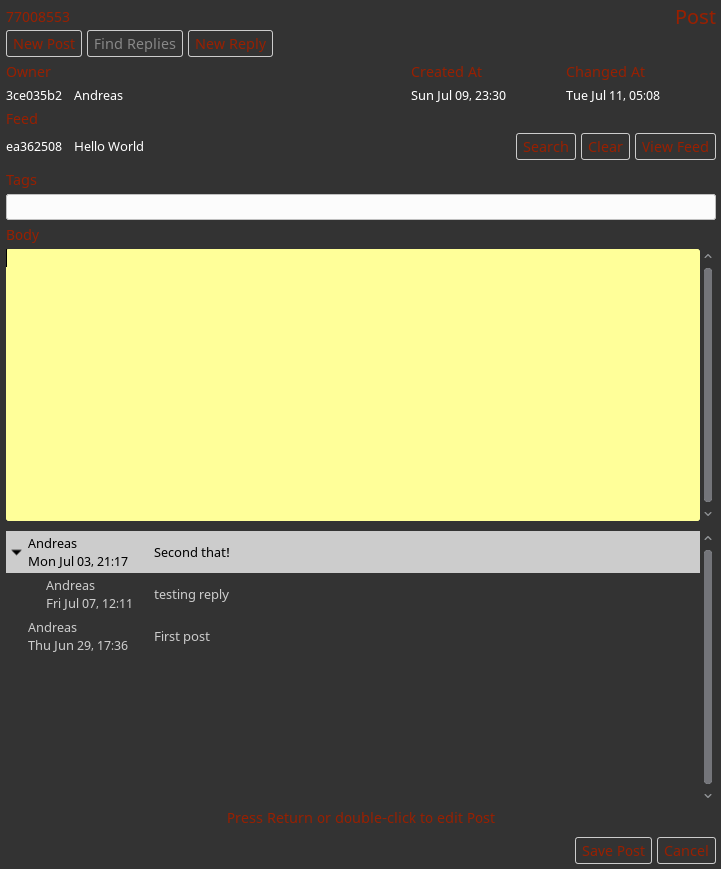 77008553 Post
New Post Find Replies New Reply
Owner Created At Changed At
3ce035b2 Andreas Sun Jul 09, 23:30 Tue Jul 11, 05:08
Feed
ea362508 Hello World Search Clear View Feed
Tags
Body
Andreas
Mon Jul 03, 21:17 Second that!
Andreas
Fri Jul 07, 12:11 testing reply
Andreas
Thu Jun 29, 17:36 First post
Press Return or double-click to edit Post
Save Post Cancel